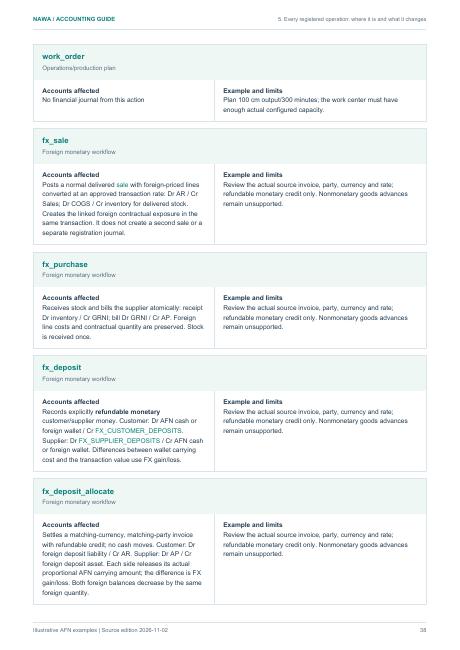 NAWA / ACCOUNTING GUIDE
5. Every registered operation: where it is and what it changes
work_order
Operations/production plan
Accounts affected
No financial journal from this action
Example and limits
Plan 100 cm output/300 minutes; the work center must have
enough actual configured capacity.
fx_sale
Foreign monetary workflow
Accounts affected
Posts a normal delivered sale with foreign-priced lines
converted at an approved transaction rate: Dr AR / Cr
Sales; Dr COGS / Cr inventory for delivered stock.
Creates the linked foreign contractual exposure in the
same transaction. It does not create a second sale or a
separate registration journal.
Example and limits
Review the actual source invoice, party, currency and rate;
refundable monetary credit only. Nonmonetary goods advances
remain unsupported.
fx_purchase
Foreign monetary workflow
Accounts affected
Receives stock and bills the supplier atomically: receipt
Dr inventory / Cr GRNI; bill Dr GRNI / Cr AP. Foreign
line costs and contractual quantity are preserved. Stock
is received once.
Example and limits
Review the actual source invoice, party, currency and rate;
refundable monetary credit only. Nonmonetary goods advances
remain unsupported.
fx_deposit
Foreign monetary workflow
Accounts affected
Records explicitly refundable monetary
customer/supplier money. Customer: Dr AFN cash or
foreign wallet / Cr FX_CUSTOMER_DEPOSITS.
Supplier: Dr FX_SUPPLIER_DEPOSITS / Cr AFN cash
or foreign wallet. Differences between wallet carrying
cost and the transaction value use FX gain/loss.
Example and limits
Review the actual source invoice, party, currency and rate;
refundable monetary credit only. Nonmonetary goods advances
remain unsupported.
fx_deposit_allocate
Foreign monetary workflow
Accounts affected
Settles a matching-currency, matching-party invoice
with refundable credit; no cash moves. Customer: Dr
foreign deposit liability / Cr AR. Supplier: Dr AP / Cr
foreign deposit asset. Each side releases its actual
proportional AFN carrying amount; the difference is FX
gain/loss. Both foreign balances decrease by the same
foreign quantity.
Example and limits
Review the actual source invoice, party, currency and rate;
refundable monetary credit only. Nonmonetary goods advances
remain unsupported.
Illustrative AFN examples | Source edition 2026-11-02
38